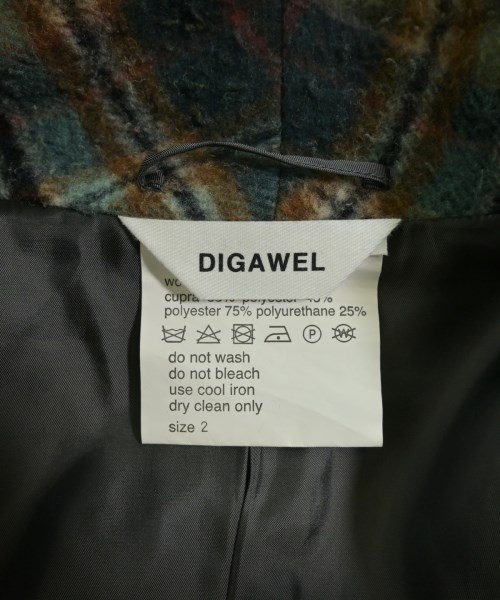 DIGAWEL
cupra polyester 45%
polyester 75% polyurethane 25%
P W
do not wash
do not bleach
use cool iron
dry clean only
size 2